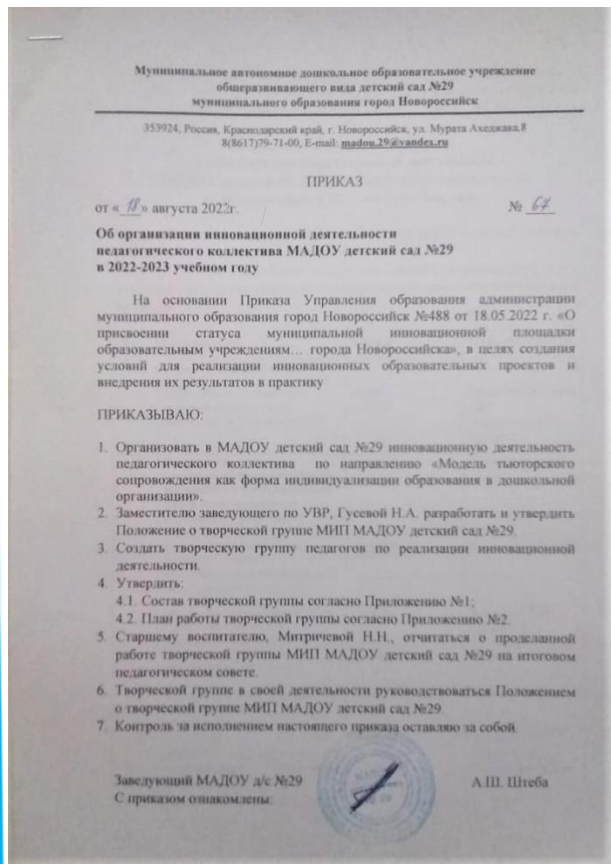 Муниципальное автономное дошкольное образовательное учреждение
общеразвивающего вида детский сад №29
муниципального образования город Новороссийск
353924, Россия, Краснодарский край, г. Новороссийск, ул. Мурата Ахеджака,8
8(8617)79-71-00, E-mail: madou.29@yandex.ru
ПРИКАЗ
от «18» августа 2022г. № 67
Об организации инновационной деятельности
педагогического коллектива МАДОУ детский сад №29
в 2022-2023 учебном году
На основании Приказа Управления образования администрации
муниципального образования город Новороссийск №488 от 18.05.2022 г. «О
присвоении статуса муниципальной инновационной площадки
образовательным учреждениям… города Новороссийска», в целях создания
условий для реализации инновационных образовательных проектов и
внедрения их результатов в практику
ПРИКАЗЫВАЮ:
1. Организовать в МАДОУ детский сад №29 инновационную деятельность
педагогического коллектива по направлению «Модель тьюторского
сопровождения как форма индивидуализации образования в дошкольной
организации».
2. Заместителю заведующего по УВР, Гусевой Н.А. разработать и утвердить
Положение о творческой группе МИП МАДОУ детский сад №29.
3. Создать творческую группу педагогов по реализации инновационной
деятельности.
4. Утвердить:
4.1. Состав творческой группы согласно Приложению №1;
4.2. План работы творческой группы согласно Приложению №2.
5. Старшему воспитателю, Митричевой Н.Н., отчитаться о проделанной
работе творческой группы МИП МАДОУ детский сад №29 на итоговом
педагогическом совете.
6. Творческой группе в своей деятельности руководствоваться Положением
о творческой группе МИП МАДОУ детский сад №29.
7. Контроль за исполнением настоящего приказа оставляю за собой.
Заведующий МАДОУ д/с №29 А.Ш. Штеба
С приказом ознакомлены: